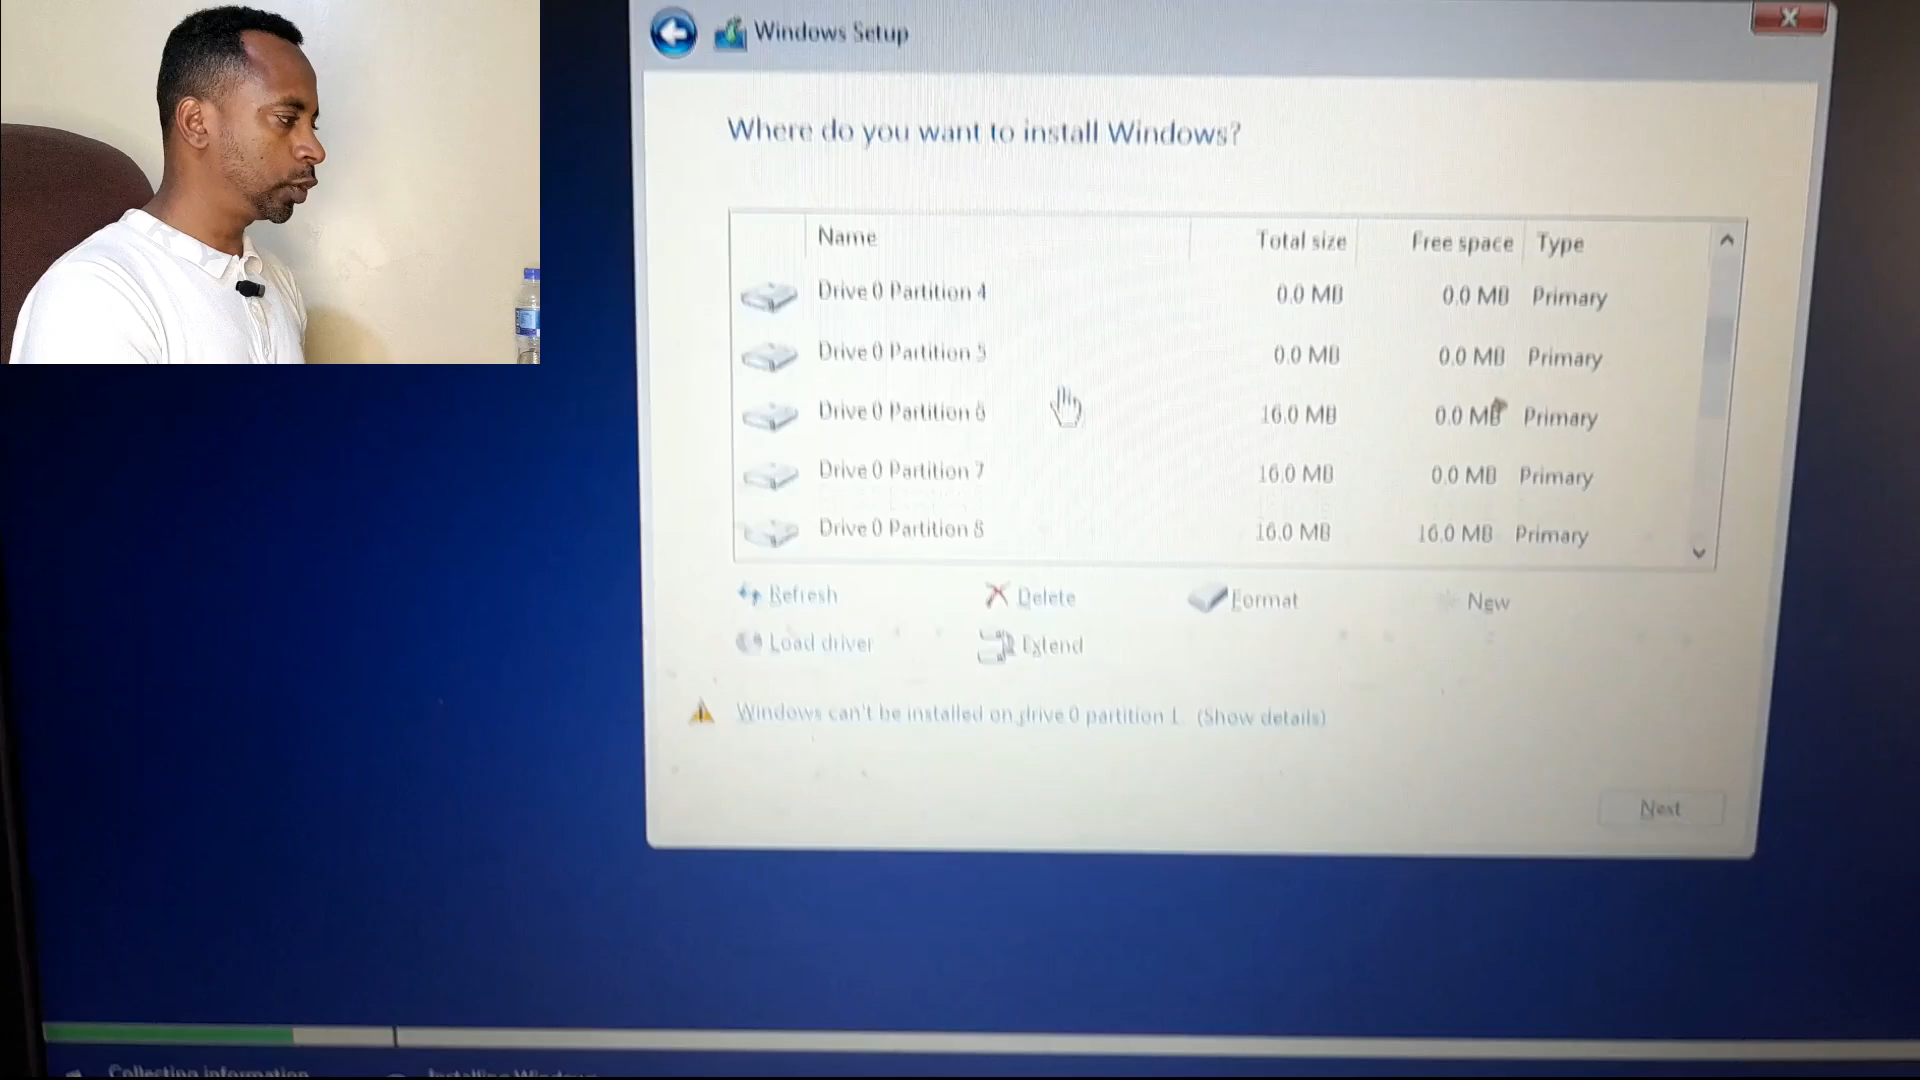 Windows Setup
Where do you want to install Windows?
Name Total size Free space Type
Drive 0 Partition 4 0.0 MB 0.0 MB Primary
Drive 0 Partition 5 0.0 MB 0.0 MB Primary
Drive 0 Partition 6 16.0 MB 0.0 MB Primary
Drive 0 Partition 7 16.0 MB 0.0 MB Primary
Drive 0 Partition 8 16.0 MB 16.0 MB Primary
Refresh Delete Format New
Load driver Extend
Windows can't be installed on drive 0 partition 1. (Show details)
Next
Collecting information Installing Windows